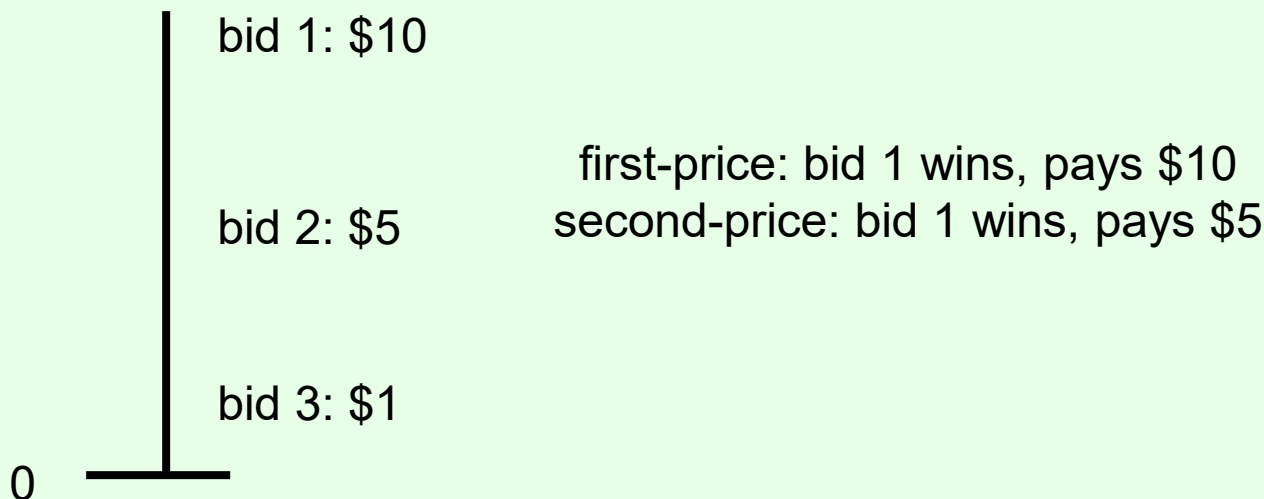 bid 1: $10
first-price: bid 1 wins, pays $10
second-price: bid 1 wins, pays $5
bid 2: $5
bid 3: $1
0